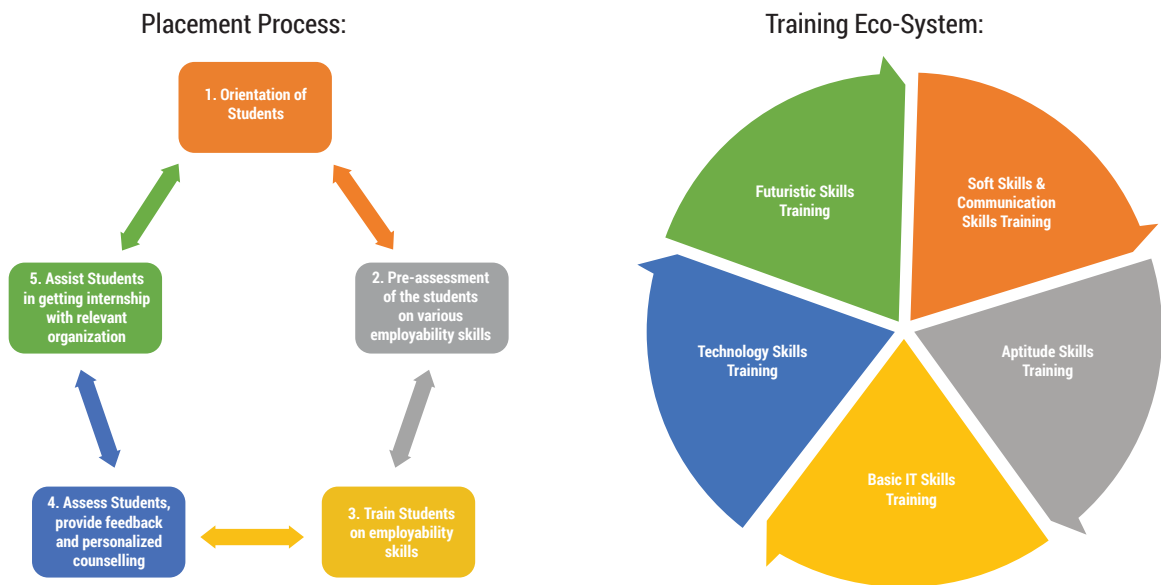 Placement Process:
1. Orientation of
Students
2. Pre-assessment
of the students
on various
employability skills
3. Train Students
on employability
skills
4. Assess Students,
provide feedback
and personalized
counselling
5. Assist Students
in getting internship
with relevant
organization
Training Eco-System:
Soft Skills &
Communication
Skills Training
Aptitude Skills
Training
Basic IT Skills
Training
Technology Skills
Training
Futuristic Skills
Training